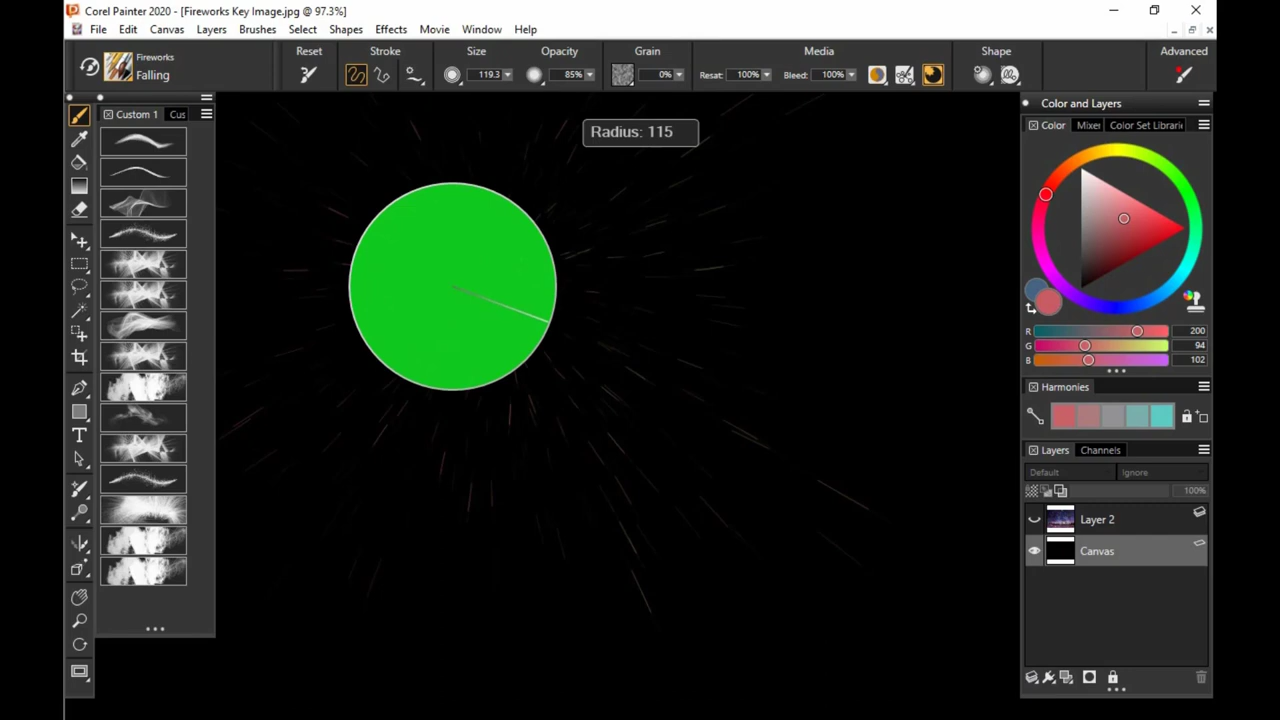 Corel Painter 2020 - [Fireworks Key Image.jpg @ 97.3%]
File Edit Canvas Layers Brushes Select Shapes Effects Movie Window Help
Fireworks
Falling
Reset
Stroke
Size
119.3
Opacity
85%
Grain
0%
Media
Resat: 100%
Bleed: 100%
Shape
Advanced
Custom 1
Cus
Radius: 115
Color and Layers
Color Mixer Color Set Librari
R 200
G 94
B 102
Harmonies
Layers Channels
Default Ignore
100%
Layer 2
Canvas